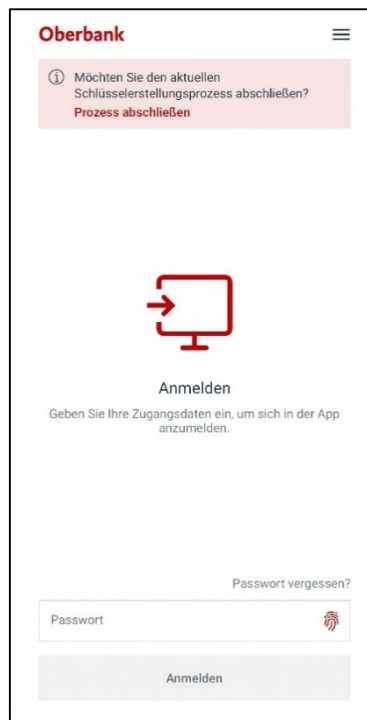 Oberbank
Möchten Sie den aktuellen
Schlüsselerstellungsprozess abschließen?
Prozess abschließen
Anmelden
Geben Sie Ihre Zugangsdaten ein, um sich in der App
anzumelden.
Passwort vergessen?
Passwort
Anmelden